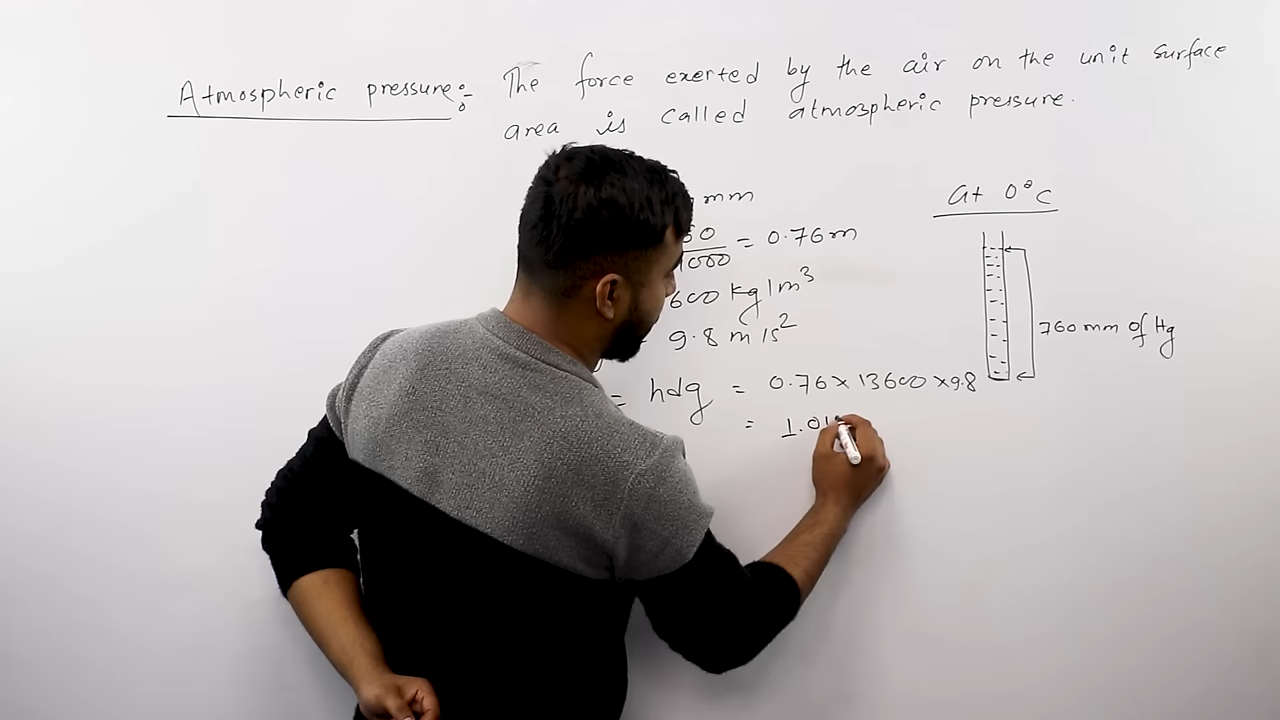 Atmospheric pressure:- The force exerted by the air on the unit surface
area is called atmospheric pressure.
mm
1000 = 0.76 m
600 kg/m³
9.8 m/s²
= hdg = 0.76 × 13600 × 9.8
= 1.01
at 0°C
760 mm of Hg